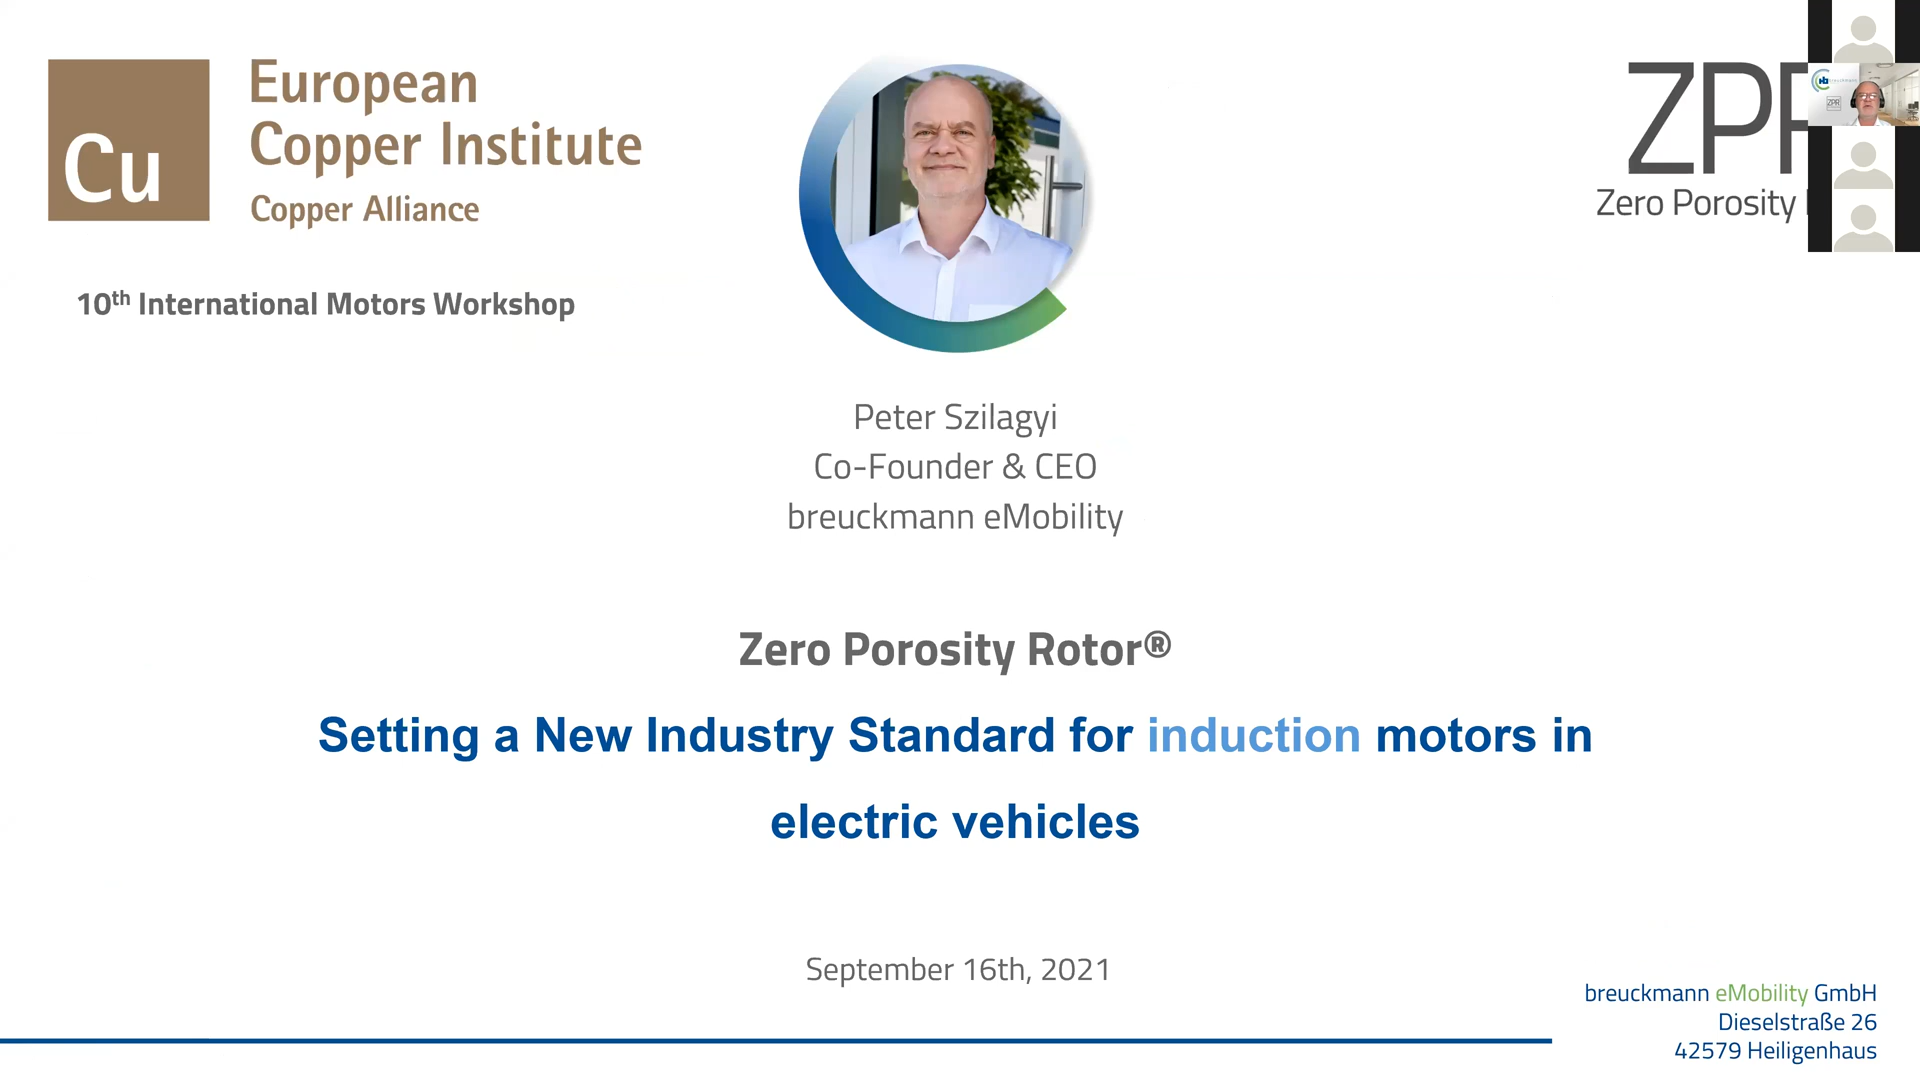 European
Copper Institute
Copper Alliance
Cu
ZPR
Zero Porosity
10th International Motors Workshop
Peter Szilagyi
Co-Founder & CEO
breuckmann eMobility
Zero Porosity Rotor®
Setting a New Industry Standard for induction motors in
electric vehicles
September 16th, 2021
breuckmann eMobility GmbH
Dieselstraße 26
42579 Heiligenhaus